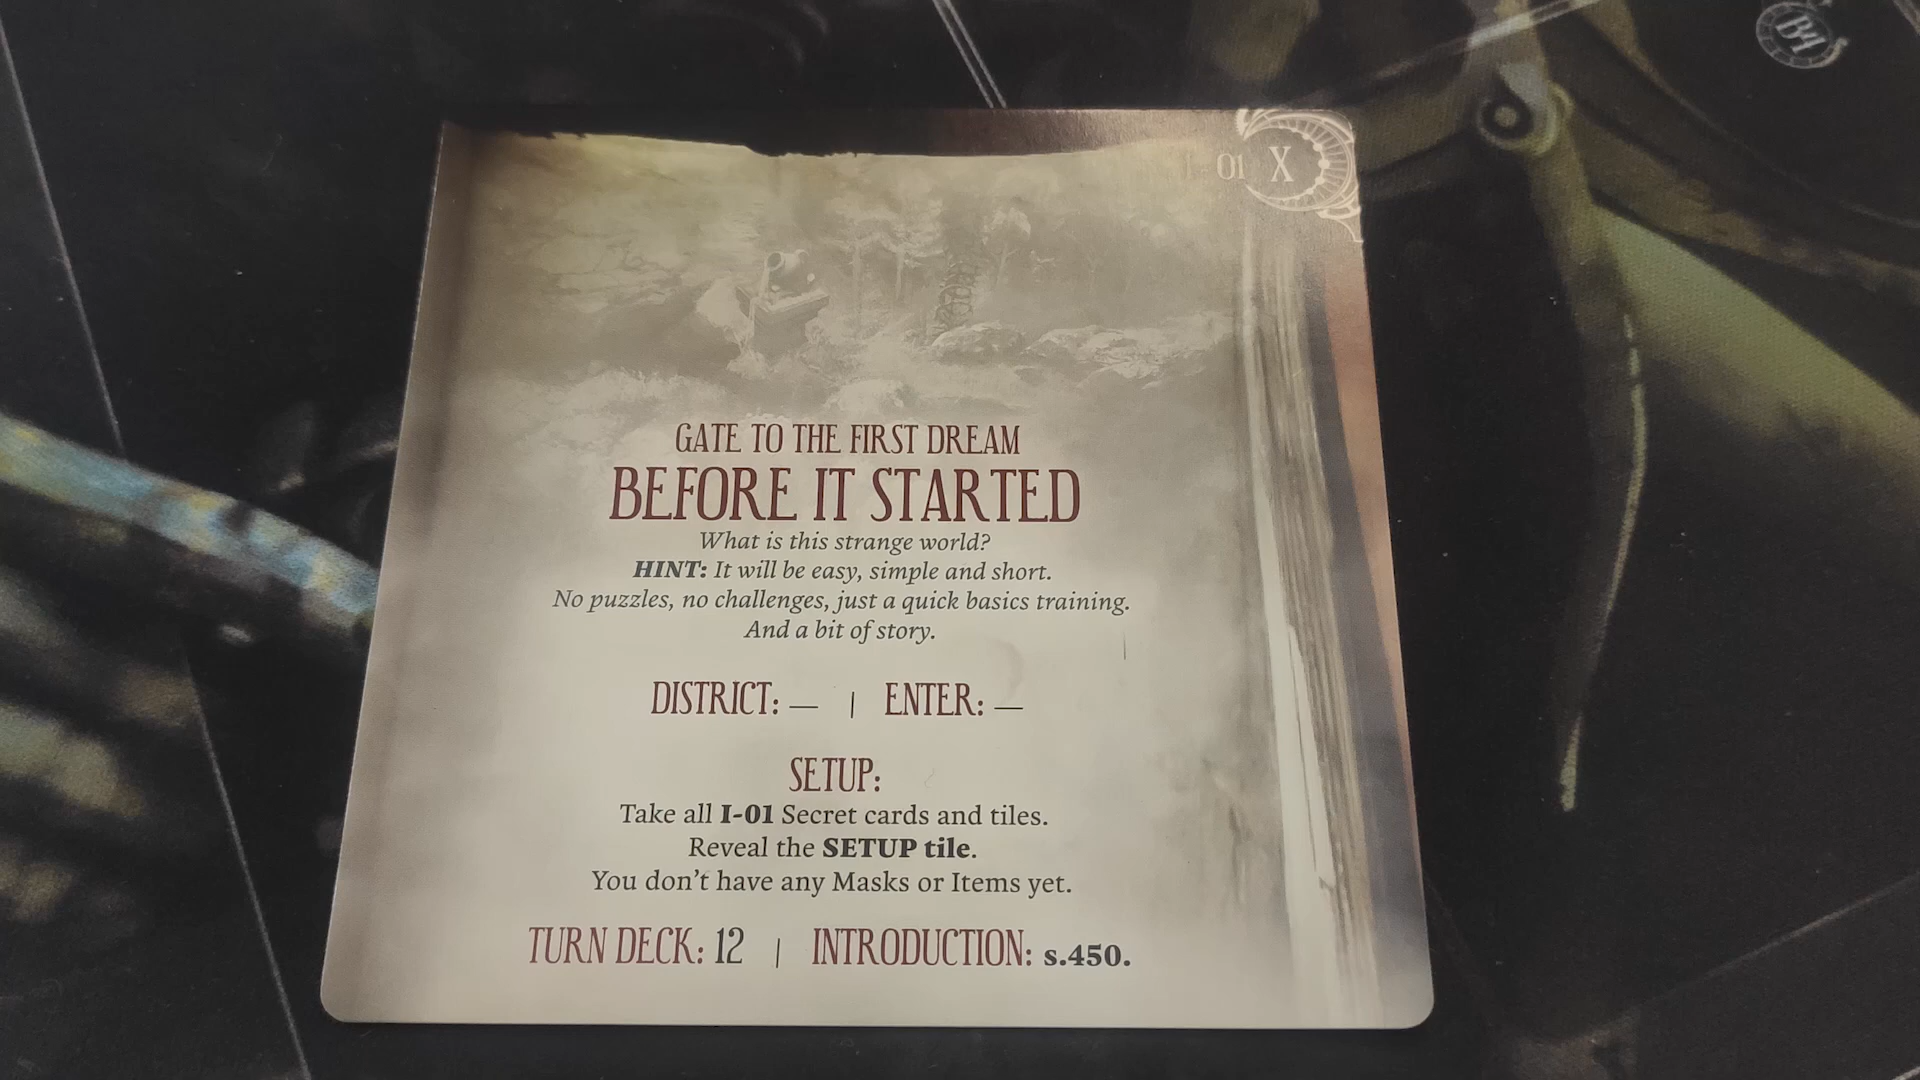 01 X
GATE TO THE FIRST DREAM
BEFORE IT STARTED
What is this strange world?
HINT: It will be easy, simple and short.
No puzzles, no challenges, just a quick basics training.
And a bit of story.
DISTRICT: — | ENTER: —
SETUP:
Take all I-01 Secret cards and tiles.
Reveal the SETUP tile.
You don't have any Masks or Items yet.
TURN DECK: 12 | INTRODUCTION: s.450.
B4